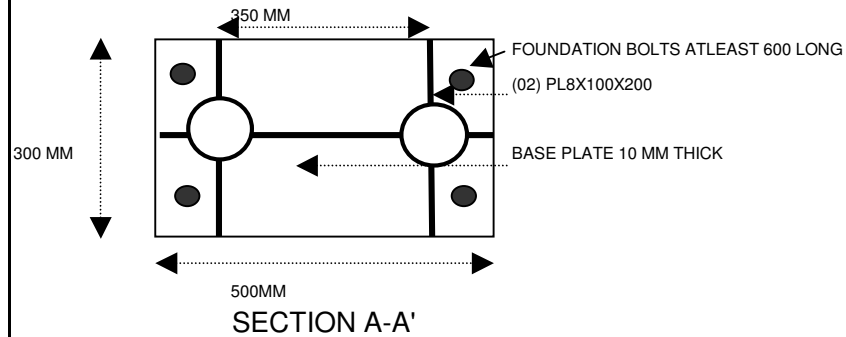 350 MM
FOUNDATION BOLTS ATLEAST 600 LONG
(02) PL8X100X200
300 MM
BASE PLATE 10 MM THICK
500MM
SECTION A-A'